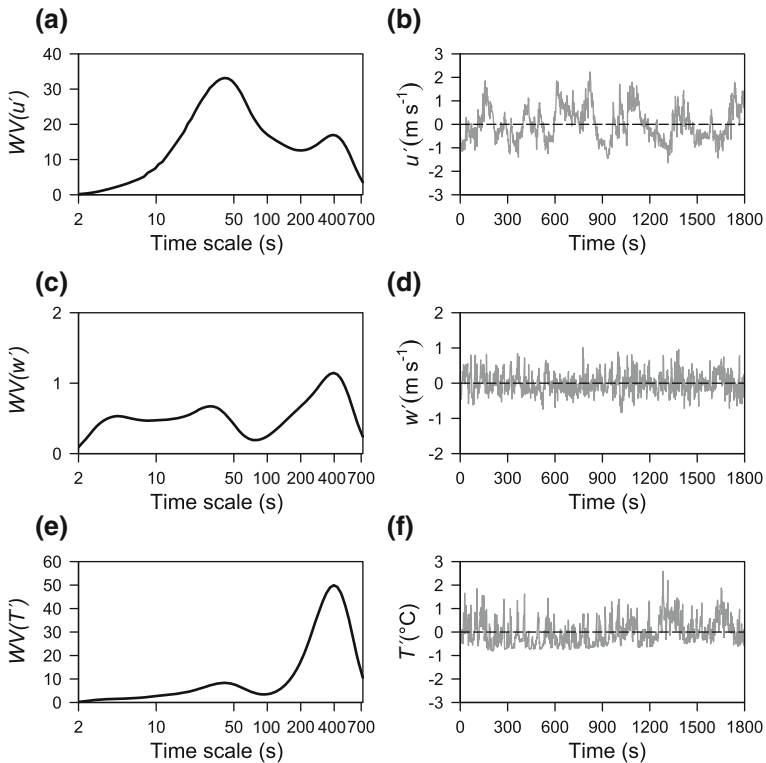 (a)
WV(u′)
40
30
20
10
0
2 10 50 100 200 400 700
Time scale (s)
(b)
u′ (m s-1)
3
2
1
0
-1
-2
-3
0 300 600 900 1200 1500 1800
Time (s)
(c)
WV(w′)
2
1
0
2 10 50 100 200 400 700
Time scale (s)
(d)
w′ (m s-1)
2
1
0
-1
-2
0 300 600 900 1200 1500 1800
Time (s)
(e)
WV(T′)
60
50
40
30
20
10
0
2 10 50 100 200 400 700
Time scale (s)
(f)
T′(°C)
3
2
1
0
-1
-2
-3
0 300 600 900 1200 1500 1800
Time (s)